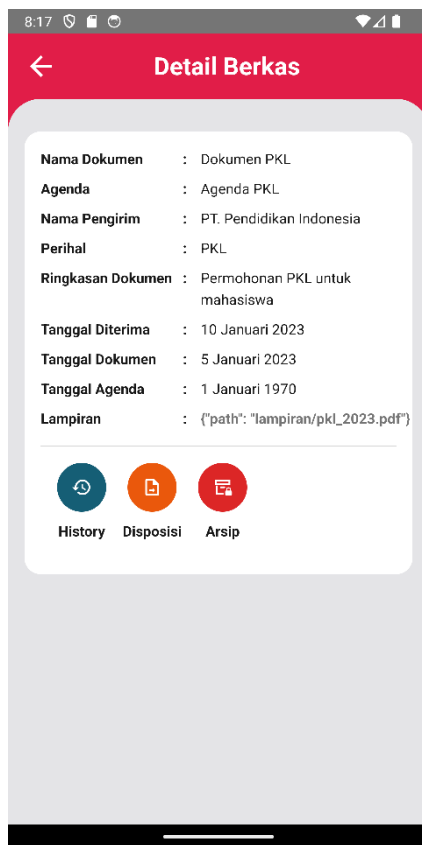 8:17
Detail Berkas
Nama Dokumen : Dokumen PKL
Agenda : Agenda PKL
Nama Pengirim : PT. Pendidikan Indonesia
Perihal : PKL
Ringkasan Dokumen : Permohonan PKL untuk
mahasiswa
Tanggal Diterima : 10 Januari 2023
Tanggal Dokumen : 5 Januari 2023
Tanggal Agenda : 1 Januari 1970
Lampiran : {"path": "lampiran/pkl_2023.pdf"}
History Disposisi Arsip